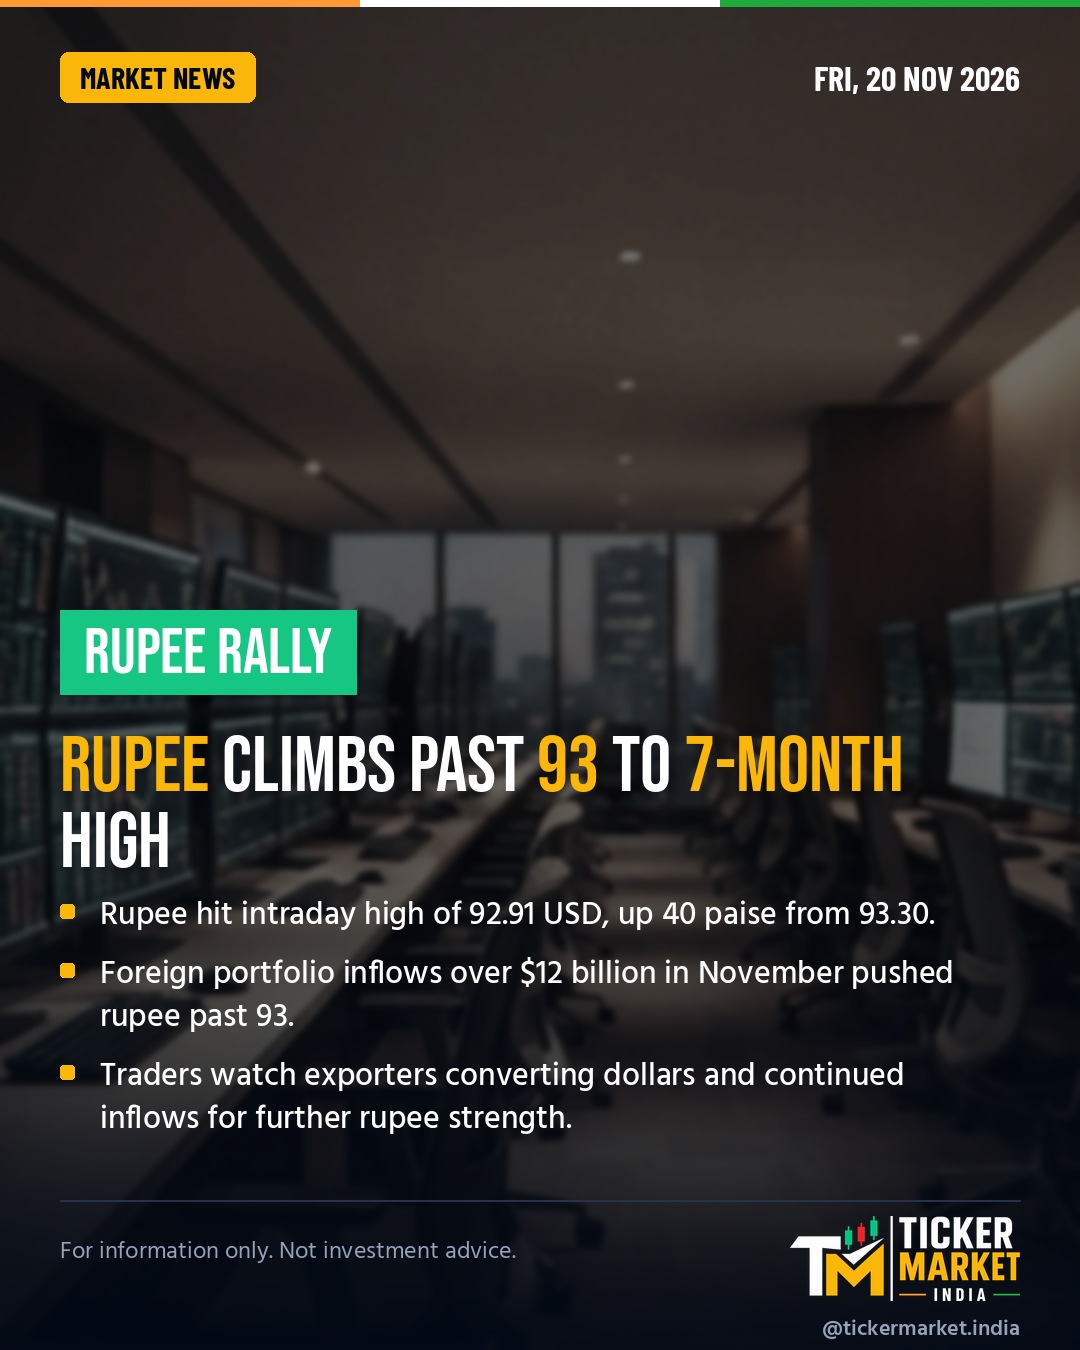 MARKET NEWS
FRI, 20 NOV 2026
RUPEE RALLY
RUPEE CLIMBS PAST 93 TO 7-MONTH
HIGH
Rupee hit intraday high of 92.91 USD, up 40 paise from 93.30.
Foreign portfolio inflows over $12 billion in November pushed
rupee past 93.
Traders watch exporters converting dollars and continued
inflows for further rupee strength.
For information only. Not investment advice.
TM
TICKER
MARKET
INDIA
@tickermarket.india